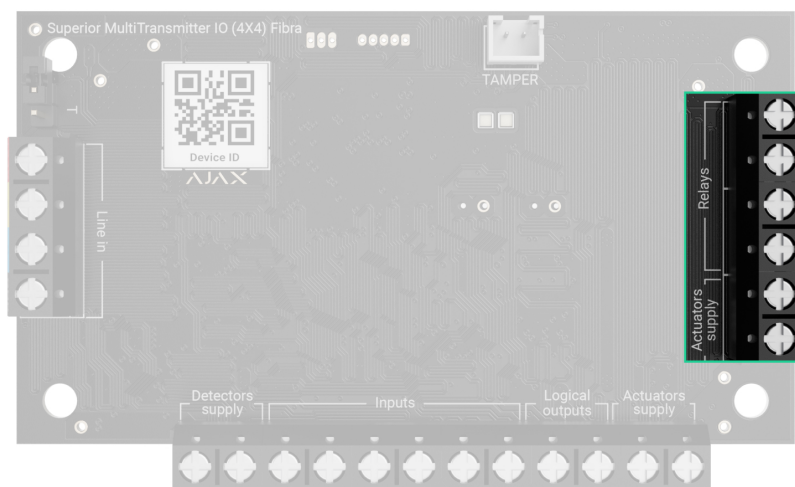 Superior MultiTransmitter IO (4X4) Fibra
TAMPER
T
Device ID
AJAX
Line in
Relays
Actuators
supply
Detectors
supply
Inputs
Logical
outputs
Actuators
supply